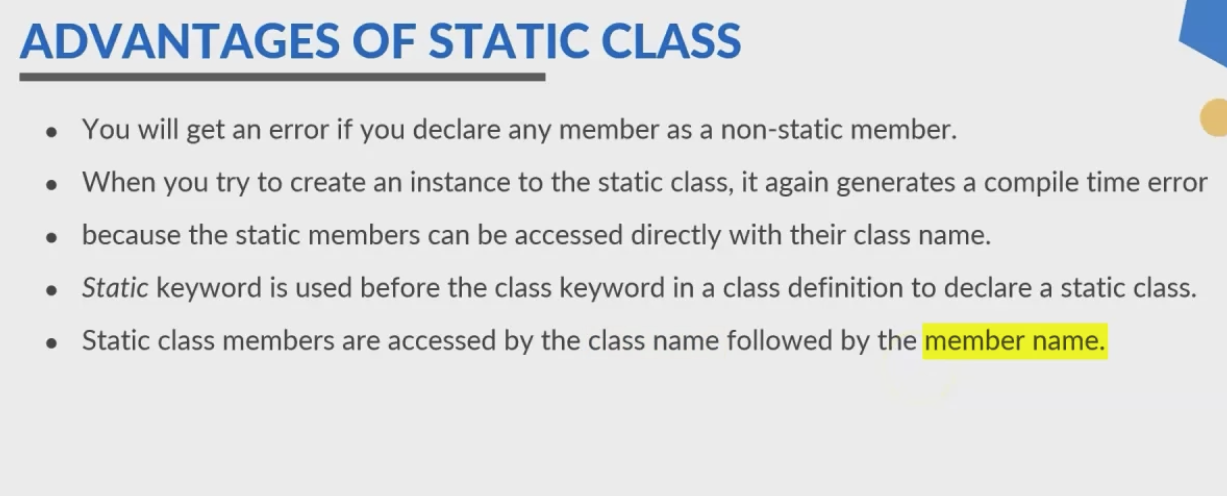 ADVANTAGES OF STATIC CLASS
• You will get an error if you declare any member as a non-static member.
• When you try to create an instance to the static class, it again generates a compile time error
• because the static members can be accessed directly with their class name.
• Static keyword is used before the class keyword in a class definition to declare a static class.
• Static class members are accessed by the class name followed by the member name.